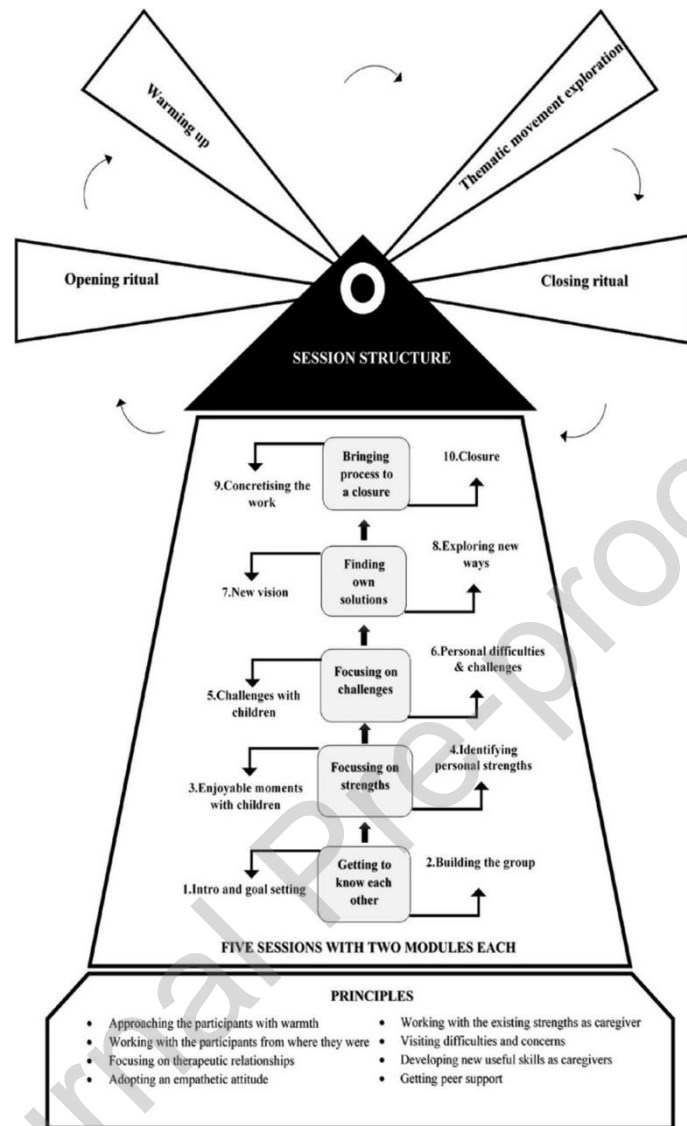 Warming up
Thematic movement exploration
Opening ritual
Closing ritual
SESSION STRUCTURE
Bringing
process to
a closure
9.Concretising the
work
10.Closure
Finding
own
solutions
7.New vision
8.Exploring new
ways
Focusing on
challenges
5.Challenges with
children
6.Personal difficulties
& challenges
Focussing on
strengths
3.Enjoyable moments
with children
4.Identifying
personal strengths
Getting to
know each
other
1.Intro and goal setting
2.Building the group
FIVE SESSIONS WITH TWO MODULES EACH
PRINCIPLES
• Approaching the participants with warmth
• Working with the participants from where they were
• Focusing on therapeutic relationships
• Adopting an empathetic attitude
• Working with the existing strengths as caregiver
• Visiting difficulties and concerns
• Developing new useful skills as caregivers
• Getting peer support
urnal Pre-proo